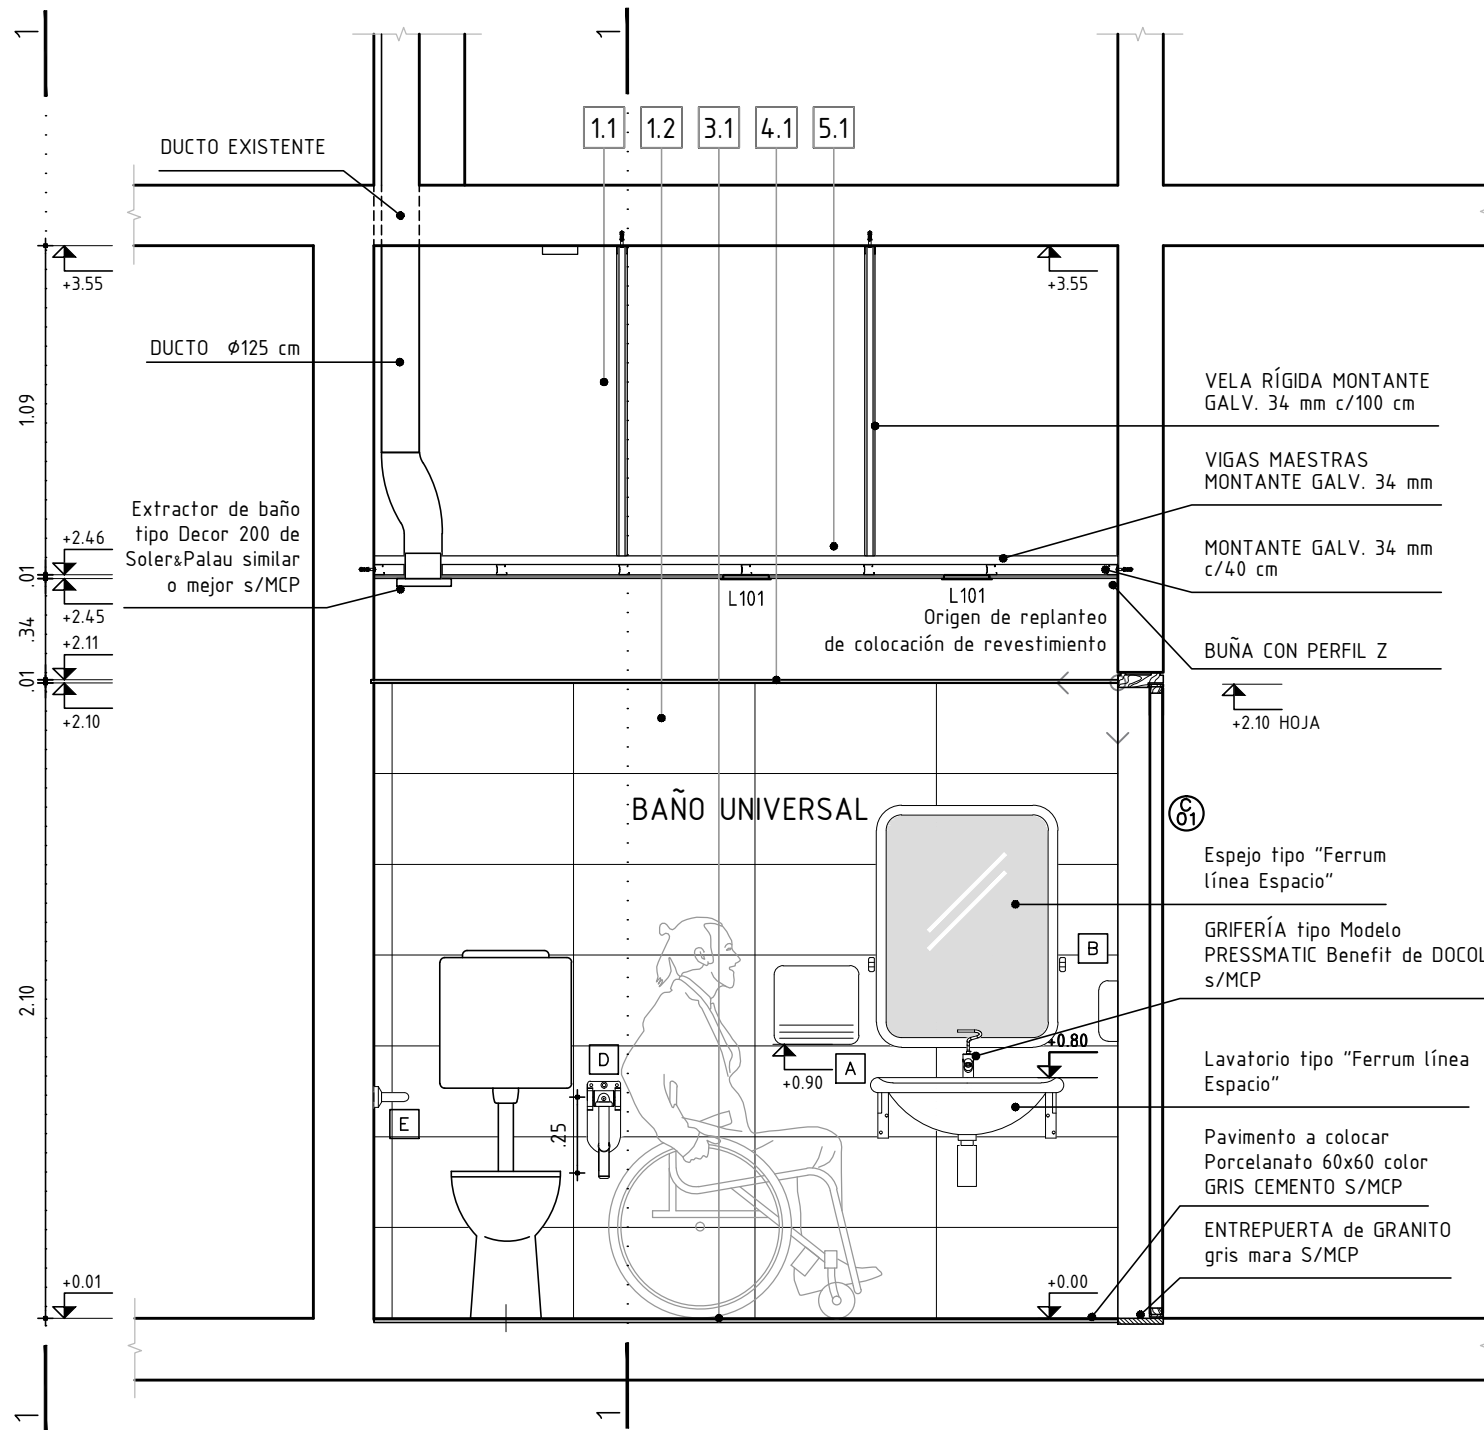 1
1
1.1
1.2
3.1
4.1
5.1
DUCTO EXISTENTE
+3.55
+3.55
DUCTO Ø125 cm
1.09
VELA RÍGIDA MONTANTE
GALV. 34 mm c/100 cm
VIGAS MAESTRAS
MONTANTE GALV. 34 mm
MONTANTE GALV. 34 mm
c/40 cm
BUÑA CON PERFIL Z
Extractor de baño
tipo Decor 200 de
Soler&Palau similar
o mejor s/MCP
+2.46
.01
+2.45
.34
+2.11
.01
+2.10
L101
L101
Origen de replanteo
de colocación de revestimiento
+2.10 HOJA
BAÑO UNIVERSAL
C
01
Espejo tipo "Ferrum
línea Espacio"
GRIFERÍA tipo Modelo
PRESSMATIC Benefit de DOCOL
s/MCP
B
2.10
D
A
+0.90
+0.80
Lavatorio tipo "Ferrum línea
Espacio"
E
.25
Pavimento a colocar
Porcelanato 60x60 color
GRIS CEMENTO S/MCP
ENTREPUERTA de GRANITO
gris mara S/MCP
+0.01
+0.00
1
1